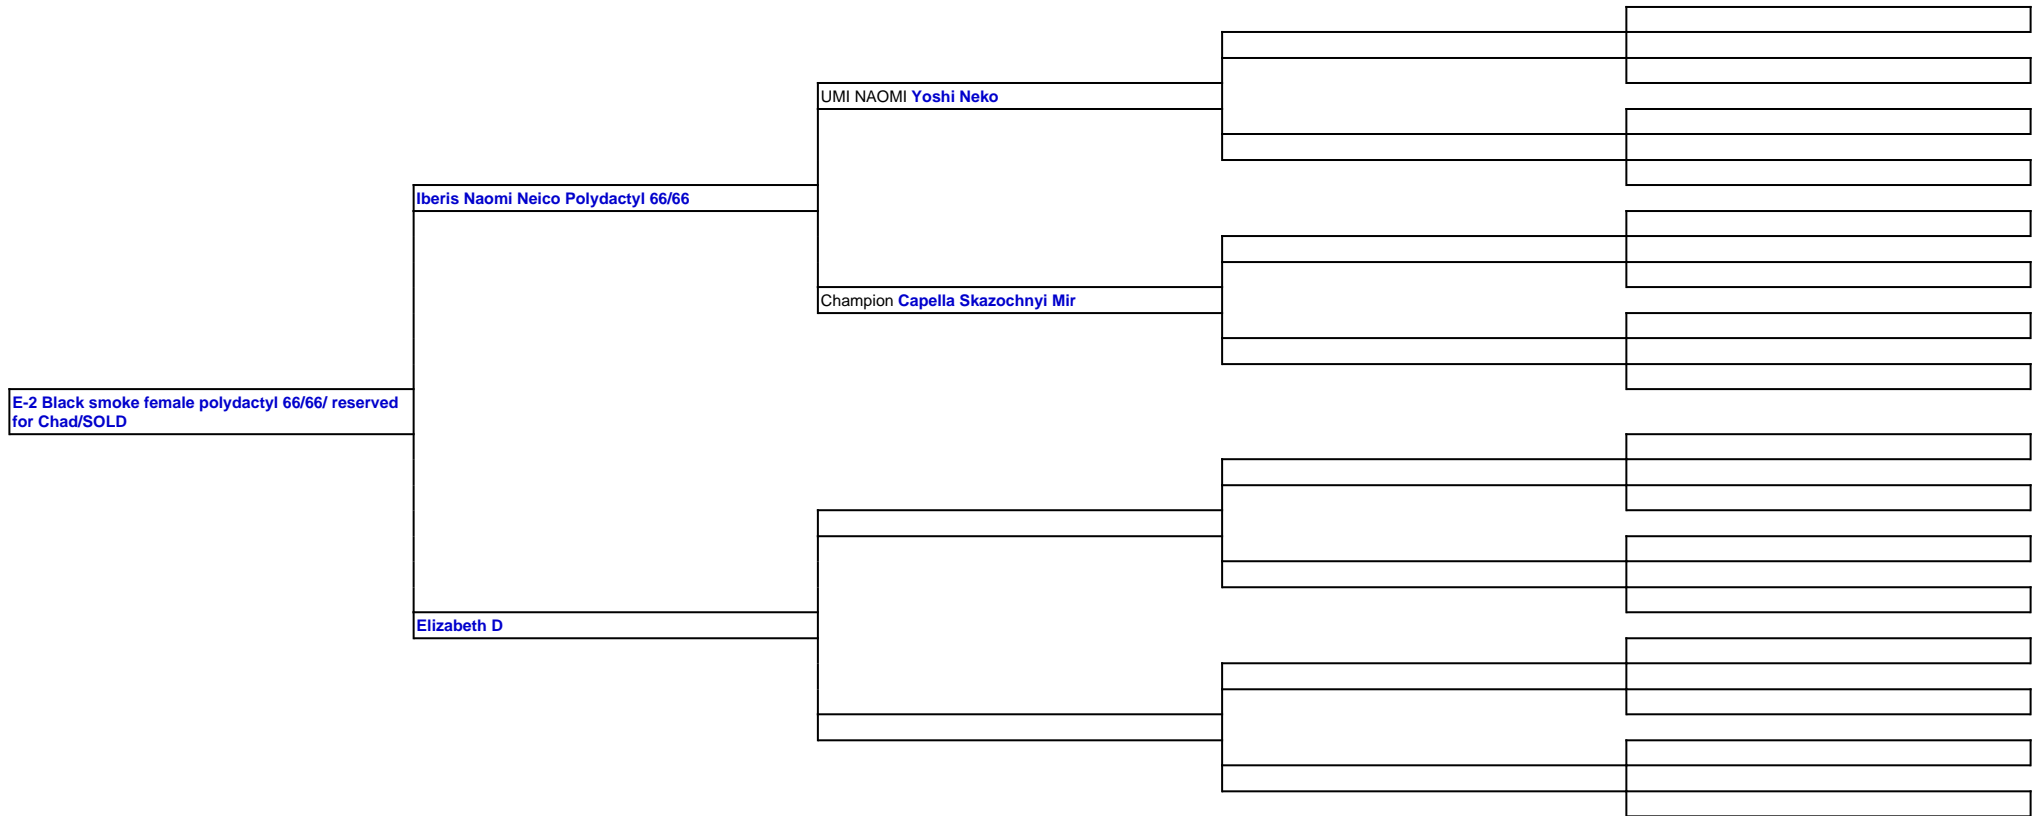 UMI NAOMI Yoshi Neko
Iberis Naomi Neico Polydactyl 66/66
Champion Capella Skazochnyi Mir
E-2 Black smoke female polydactyl 66/66/ reserved
for Chad/SOLD
Elizabeth D